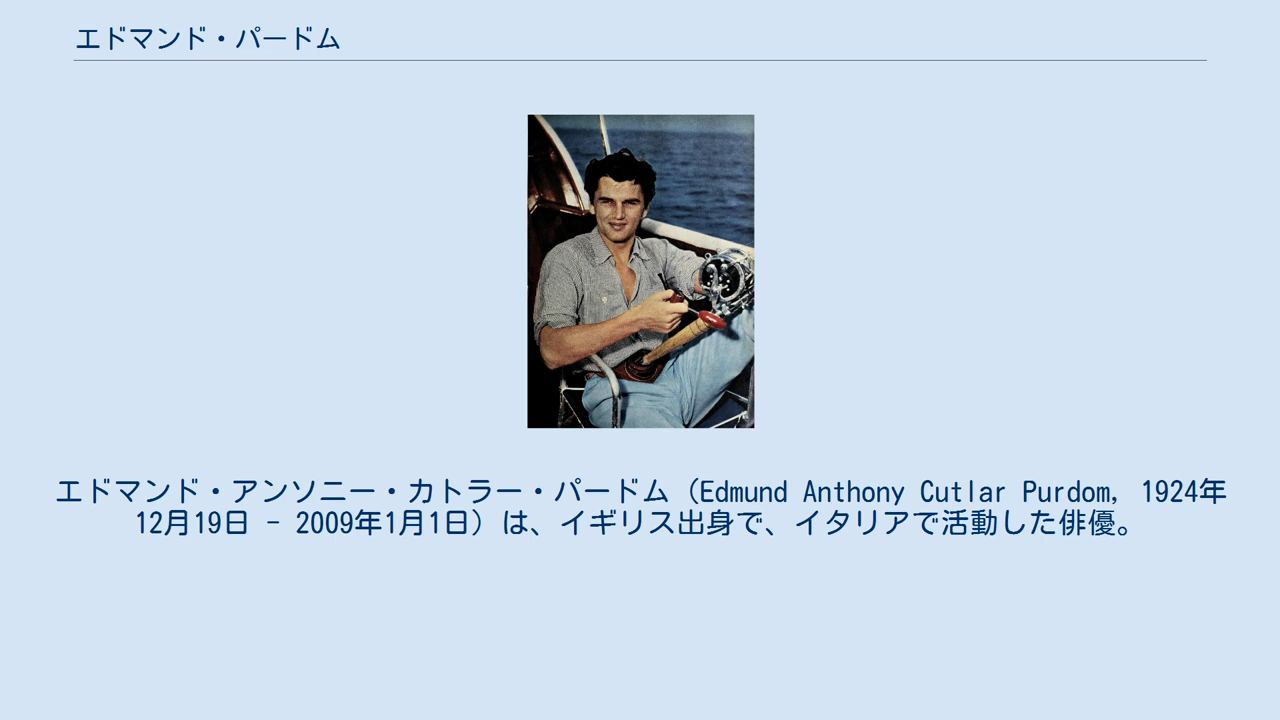 エドマンド・パードム
エドマンド・アンソニー・カトラー・パードム（Edmund Anthony Cutlar Purdom, 1924年
12月19日 - 2009年1月1日）は、イギリス出身で、イタリアで活動した俳優。